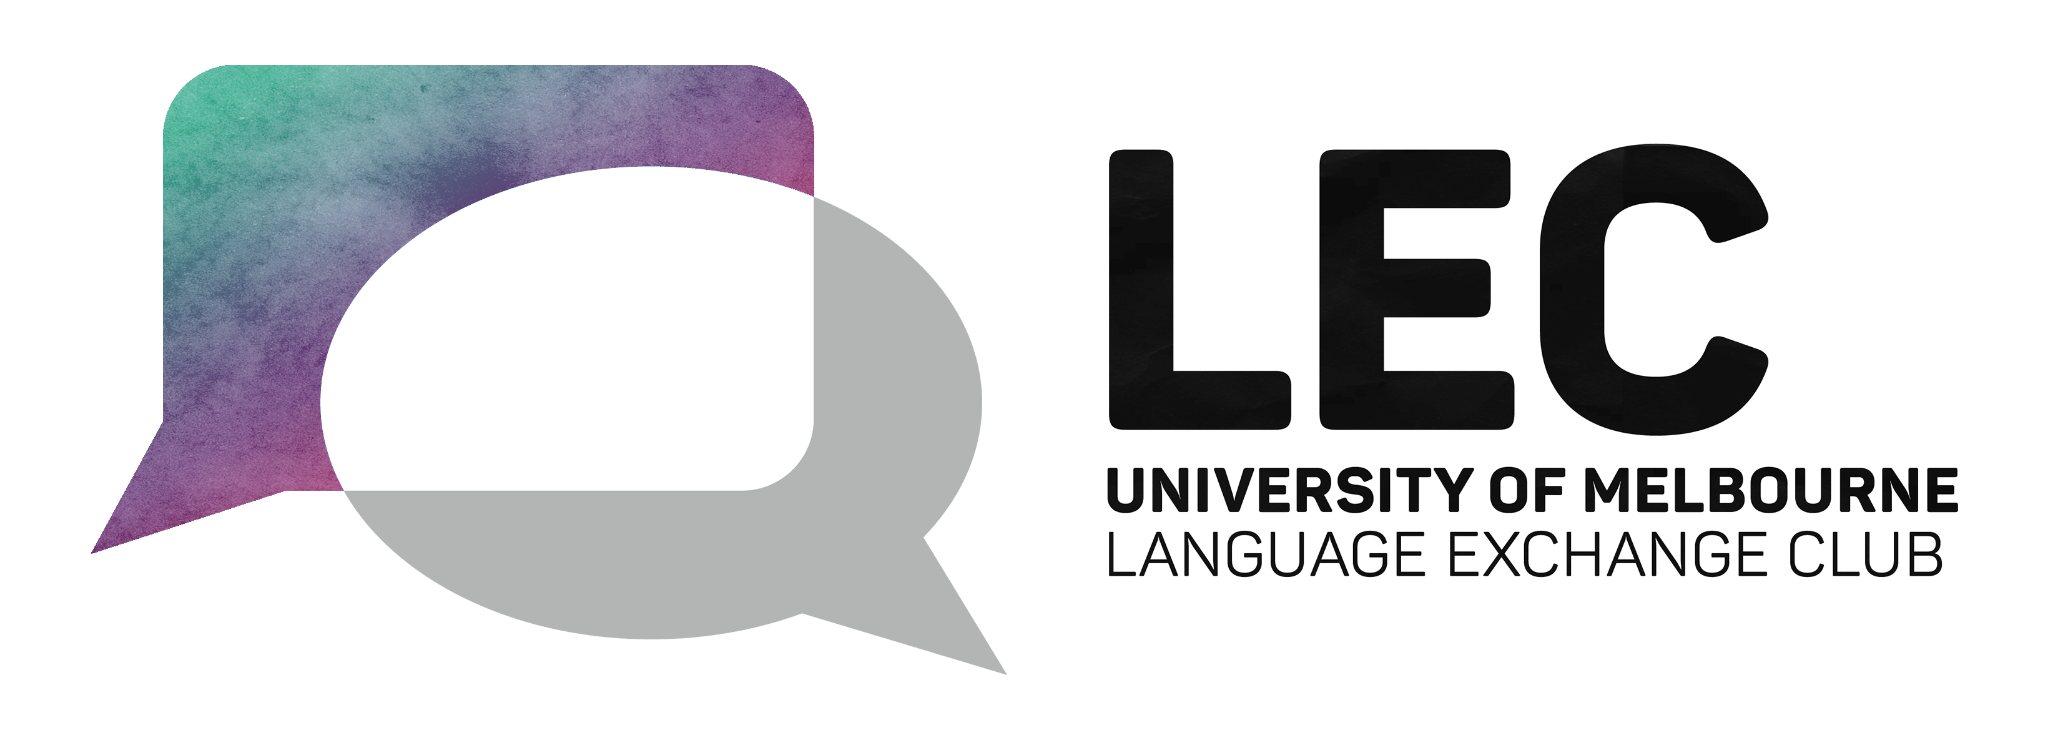 LEC
UNIVERSITY OF MELBOURNE
LANGUAGE EXCHANGE CLUB